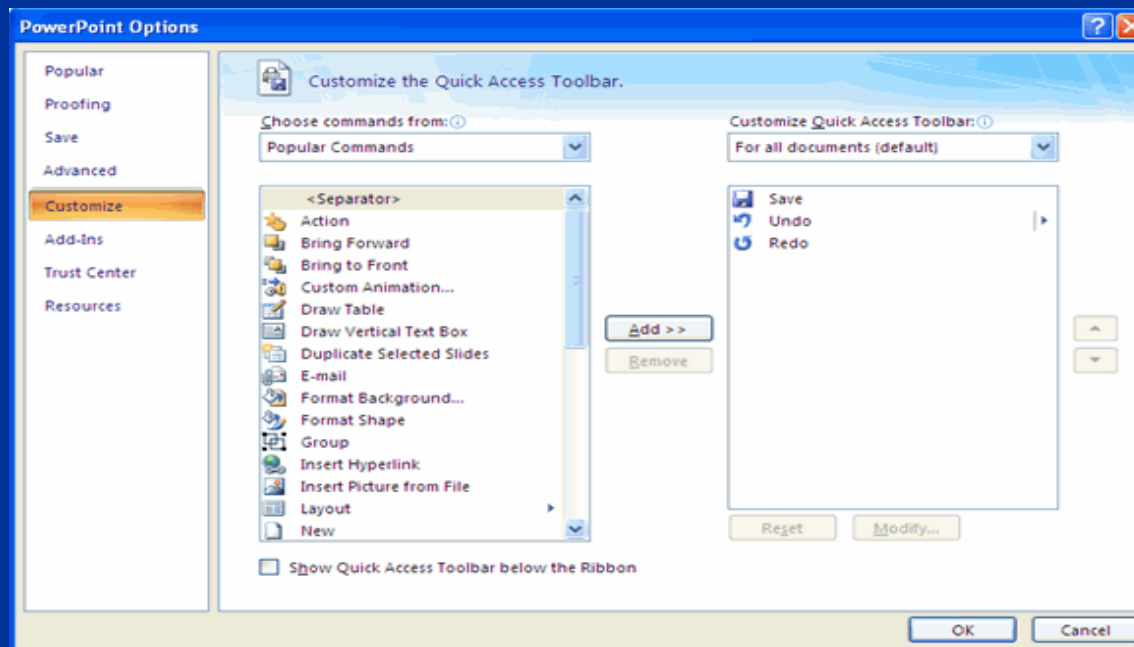 PowerPoint Options
?
Popular
Proofing
Save
Advanced
Customize
Add-Ins
Trust Center
Resources
Customize the Quick Access Toolbar.
Choose commands from:
Popular Commands
<Separator>
Action
Bring Forward
Bring to Front
Custom Animation...
Draw Table
Draw Vertical Text Box
Duplicate Selected Slides
E-mail
Format Background...
Format Shape
Group
Insert Hyperlink
Insert Picture from File
Layout
New
Show Quick Access Toolbar below the Ribbon
Add >>
Remove
Customize Quick Access Toolbar:
For all documents (default)
Save
Undo
Redo
Reset
Modify...
OK
Cancel